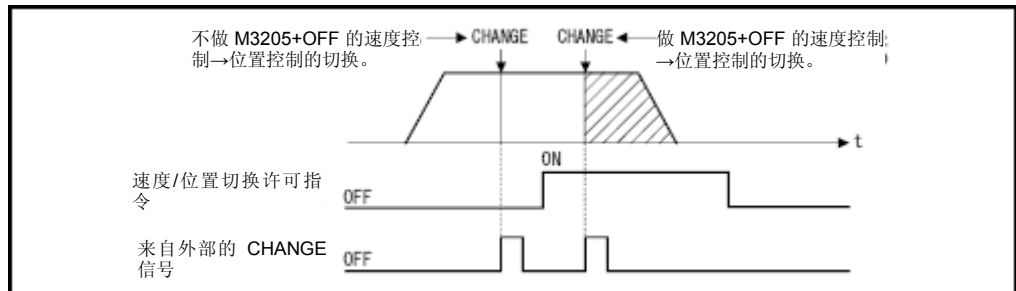 不做 M3205+OFF 的速度控
制→位置控制的切换。
CHANGE
CHANGE
做 M3205+OFF 的速度控制
→位置控制的切换。
t
ON
速度/位置切换许可指
令
OFF
来自外部的 CHANGE
信号
OFF